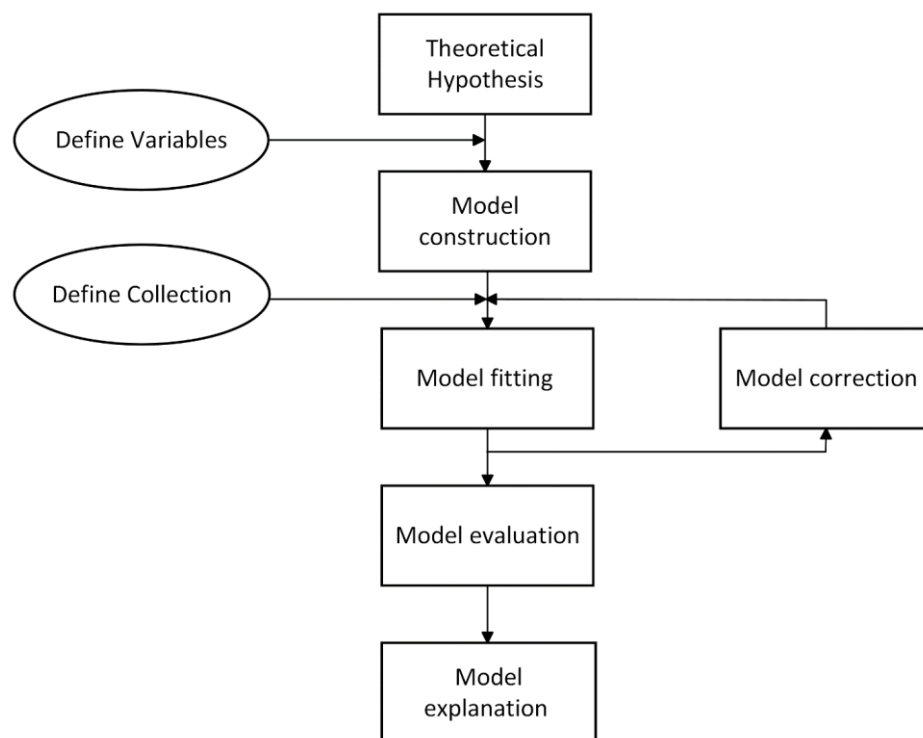 Theoretical
Hypothesis
Define Variables
Model
construction
Define Collection
Model fitting
Model correction
Model evaluation
Model
explanation